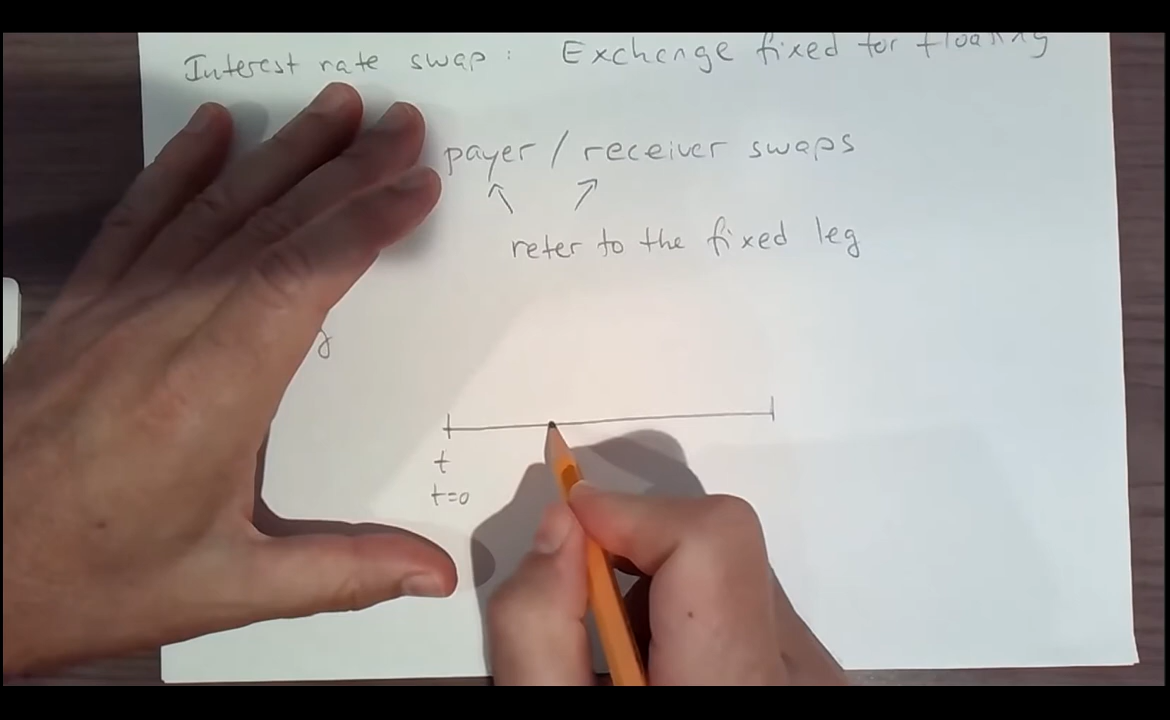 Interest rate swap : Exchange fixed for floating
payer / receiver swaps
refer to the fixed leg
t
t=0